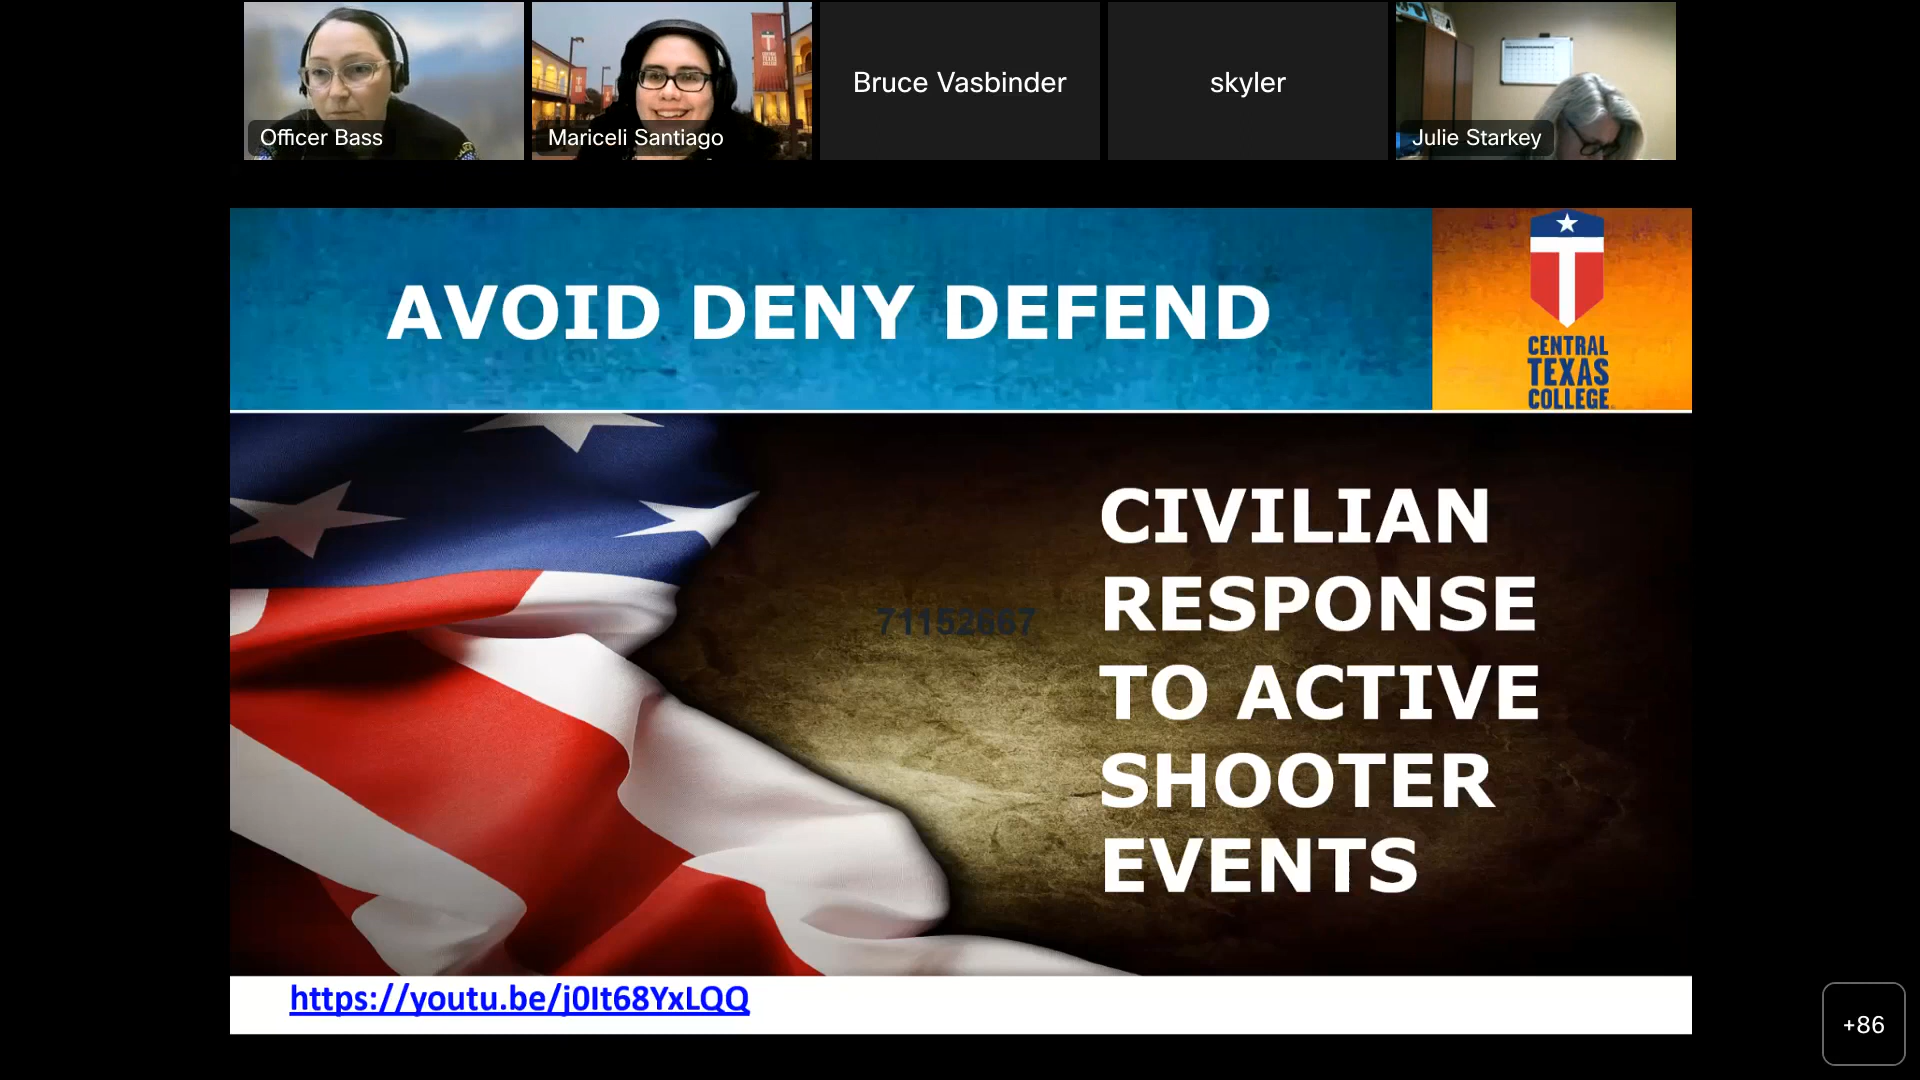 Officer Bass
Mariceli Santiago
Bruce Vasbinder
skyler
Julie Starkey
AVOID DENY DEFEND
CENTRAL
TEXAS
COLLEGE
CIVILIAN
RESPONSE
TO ACTIVE
SHOOTER
EVENTS
71152667
https://youtu.be/j0It68YxLQQ
+86